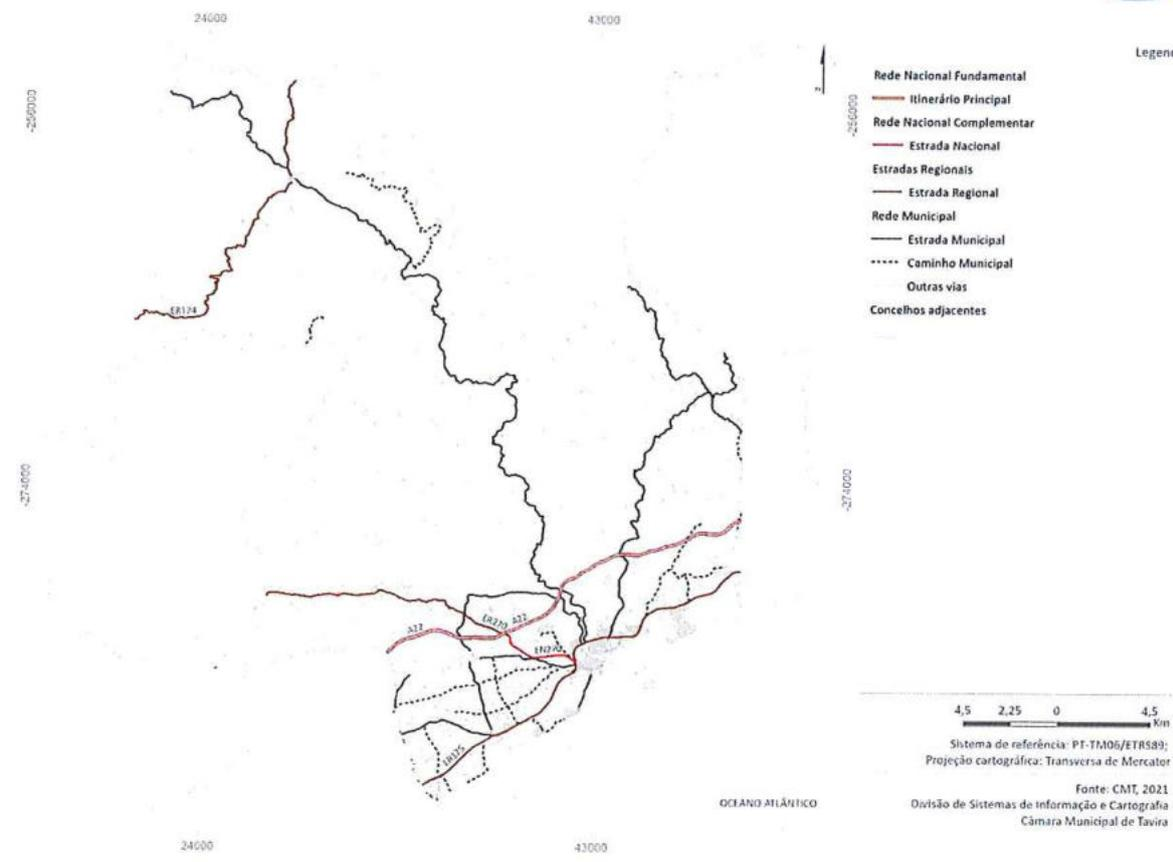 24000
43000
Rede Nacional Fundamental
Itinerário Principal
Rede Nacional Complementar
Estrada Nacional
Estradas Regionais
Estrada Regional
Rede Municipal
Estrada Municipal
Caminho Municipal
Outras vias
Concelhos adjacentes
-256000
-256000
ER124
-274000
-274000
A22
ER270
A22
EN270
ER125
OCEANO ATLÂNTICO
4,5 2,25 0 4,5
Km
Sistema de referência: PT-TM06/ETRS89;
Projeção cartográfica: Transversa de Mercator
Fonte: CMT, 2021
Divisão de Sistemas de Informação e Cartografia
Câmara Municipal de Tavira
24000
43000